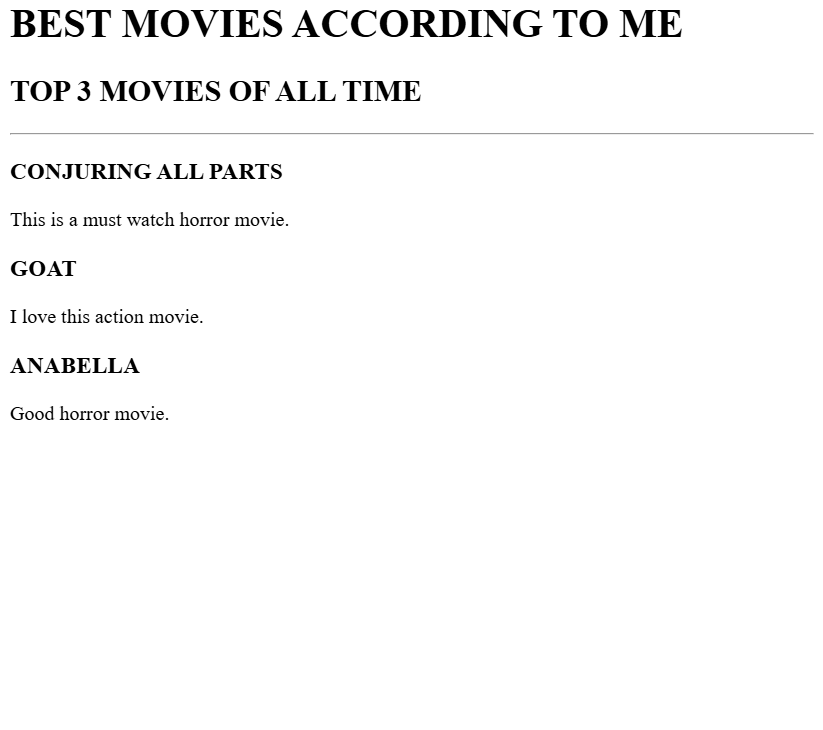 BEST MOVIES ACCORDING TO ME
TOP 3 MOVIES OF ALL TIME
CONJURING ALL PARTS
This is a must watch horror movie.
GOAT
I love this action movie.
ANABELLA
Good horror movie.